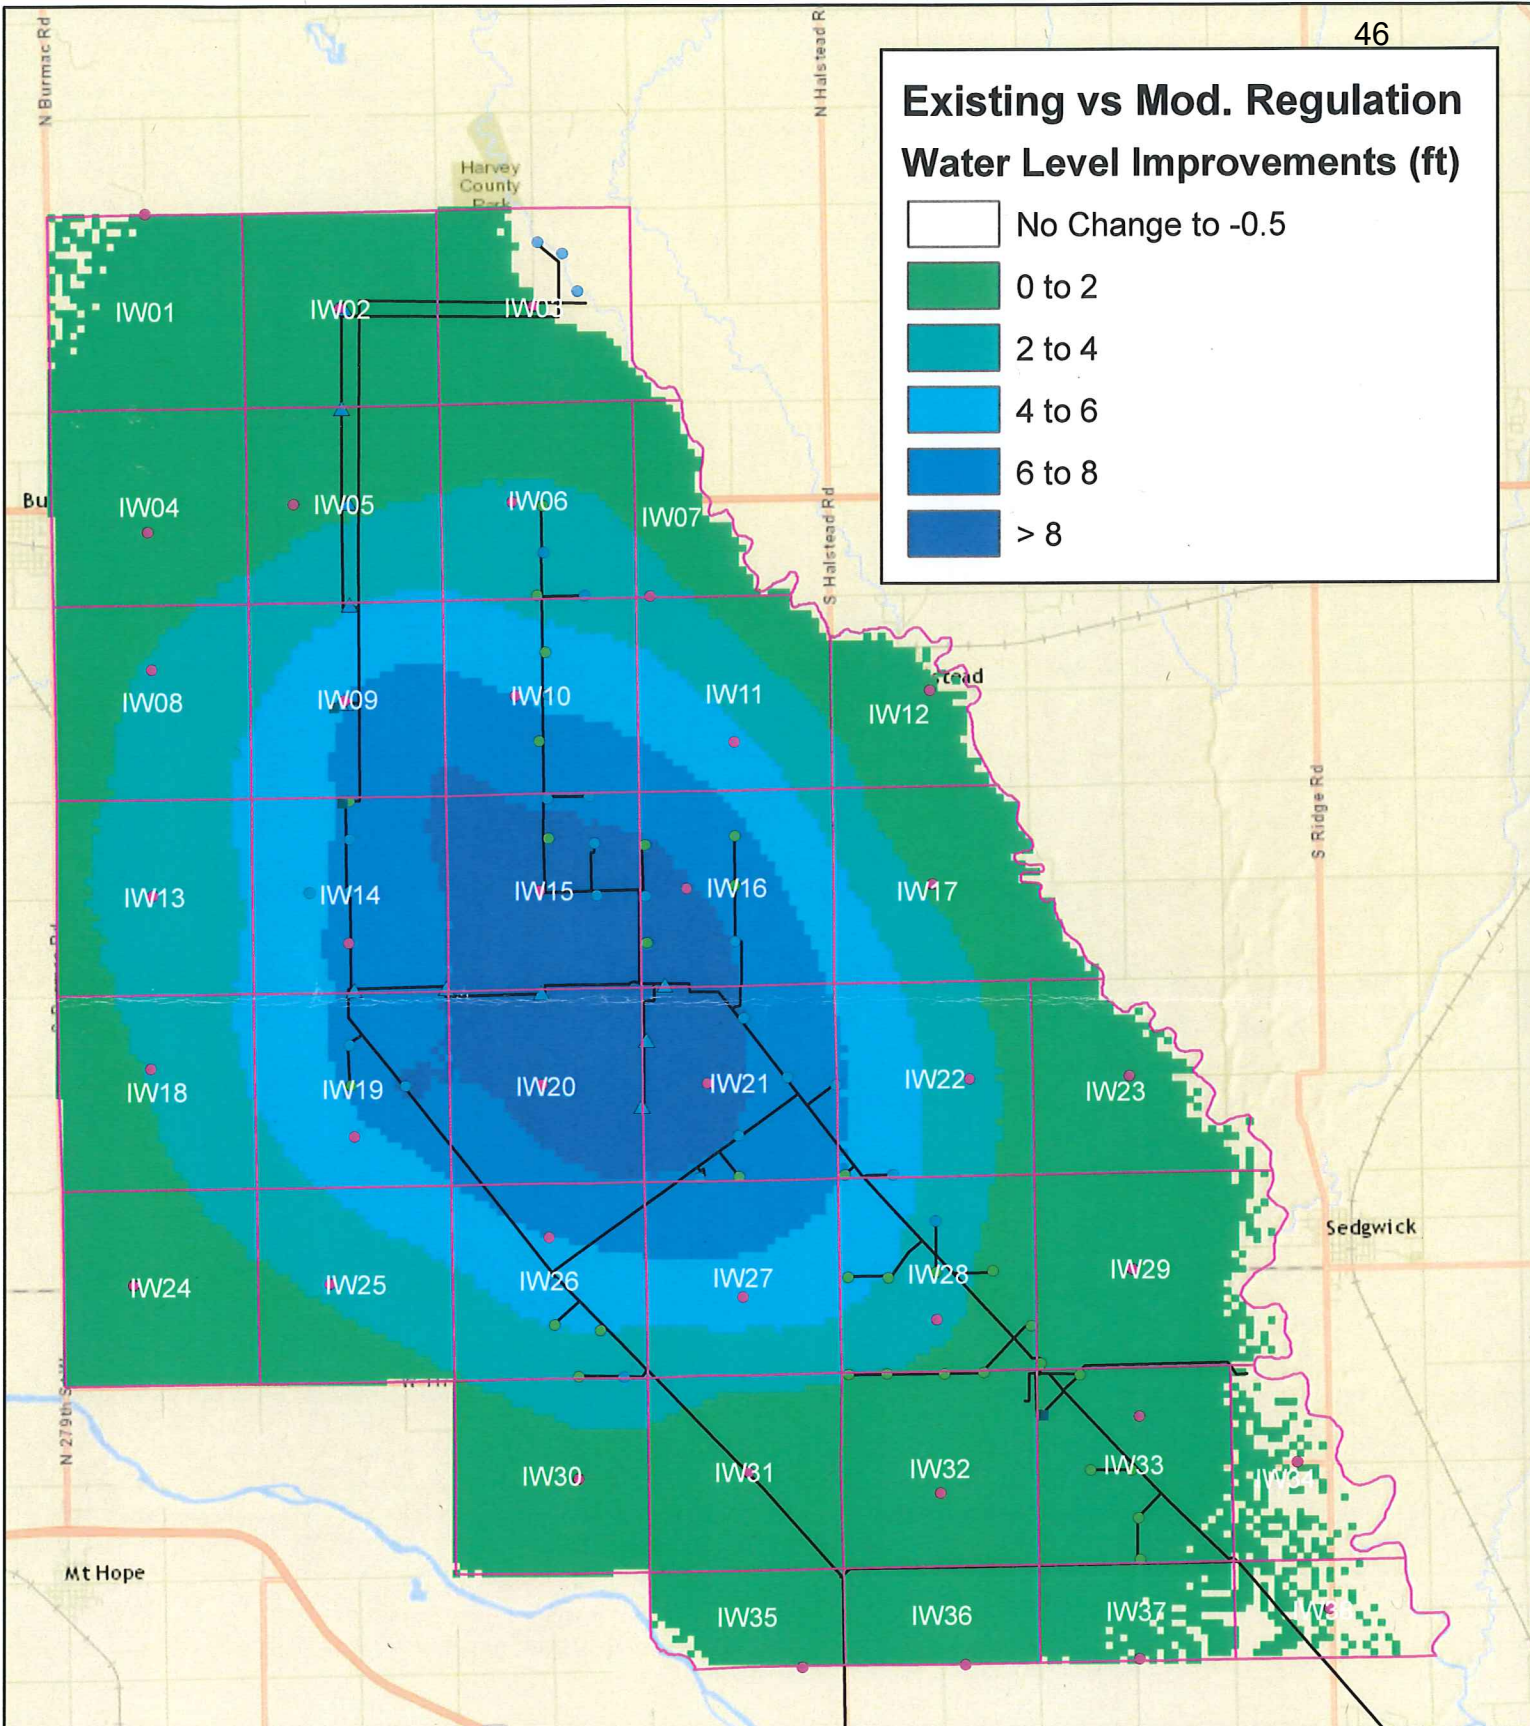 46
N Burmac Rd
N Halstead R
Existing vs Mod. Regulation
Water Level Improvements (ft)
No Change to -0.5
0 to 2
2 to 4
4 to 6
6 to 8
> 8
Harvey
County
Park
IW01
IW02
IW03
Bu
IW04
IW05
IW06
IW07
S Halstead Rd
stead
IW08
IW09
IW10
IW11
IW12
S Ridge Rd
IW13
IW14
IW15
IW16
IW17
IW18
IW19
IW20
IW21
IW22
IW23
Sedgwick
IW24
IW25
IW26
IW27
IW28
IW29
N 279th St W
IW30
IW31
IW32
IW33
IW34
Mt Hope
IW35
IW36
IW37